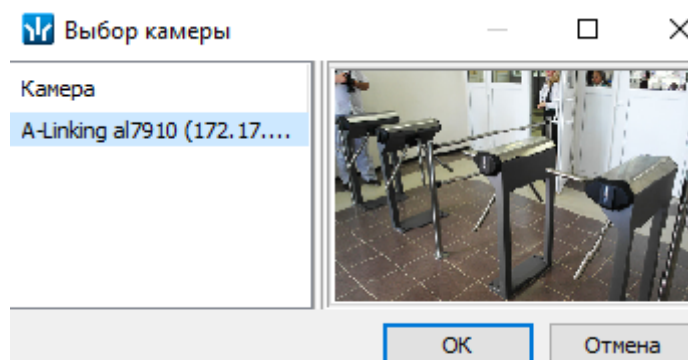 Выбор камеры
Камера
A-Linking al7910 (172.17....
OK
Отмена